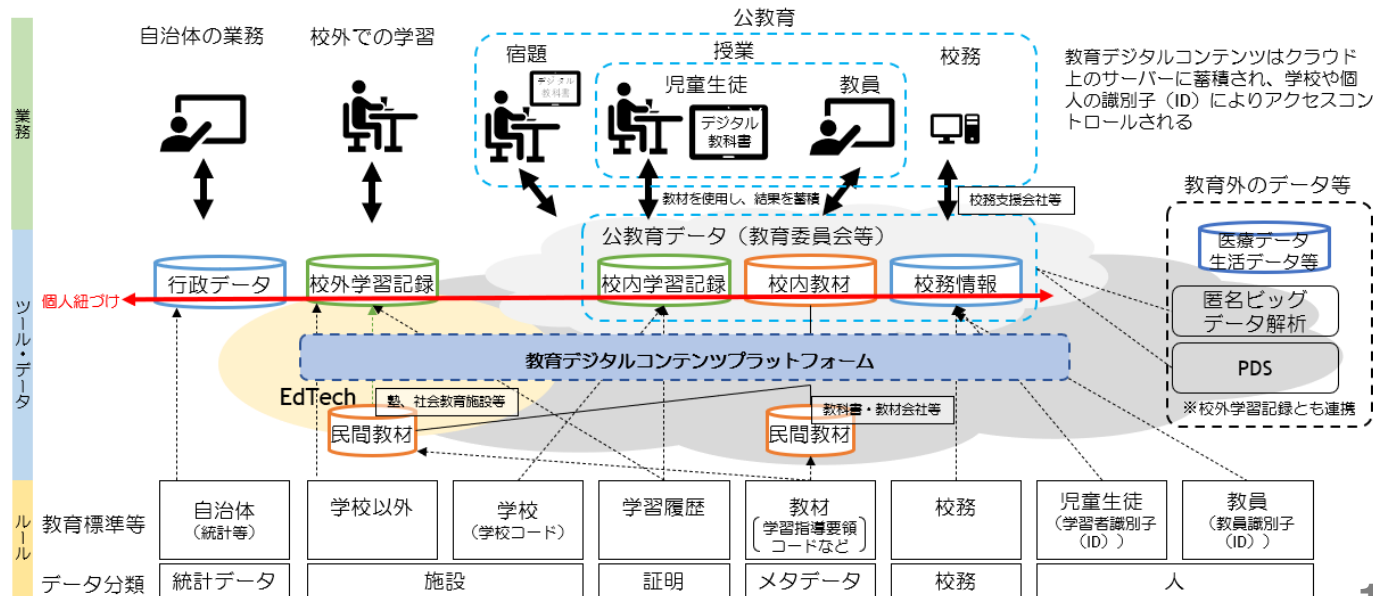 公教育
自治体の業務
校外での学習
宿題
授業
校務
デジタル
教科書
児童生徒
教員
デジタル
教科書
教育デジタルコンテンツはクラウド
上のサーバーに蓄積され、学校や個
人の識別子（ID）によりアクセスコン
トロールされる
業務
教材を使用し、結果を蓄積
校務支援会社等
教育外のデータ等
公教育データ（教育委員会等）
医療データ
生活データ等
行政データ
校外学習記録
校内学習記録
校内教材
校務情報
個人紐づけ
匿名ビッグ
データ解析
ツール・データ
教育デジタルコンテンツプラットフォーム
PDS
EdTech
塾、社会教育施設等
教科書・教材会社等
※校外学習記録とも連携
民間教材
民間教材
ルール
教育標準等
自治体
（統計等）
学校以外
学校
（学校コード）
学習履歴
教材
学習指導要領
コードなど
校務
児童生徒
（学習者識別子
（ID））
教員
（教員識別子
（ID））
データ分類
統計データ
施設
証明
メタデータ
校務
人